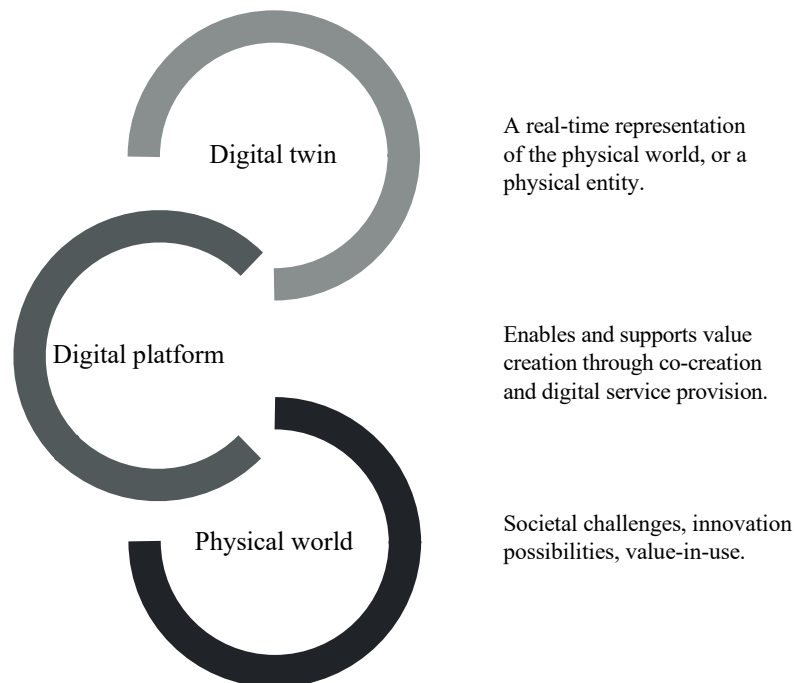 Digital twin
A real-time representation
of the physical world, or a
physical entity.
Digital platform
Enables and supports value
creation through co-creation
and digital service provision.
Physical world
Societal challenges, innovation
possibilities, value-in-use.